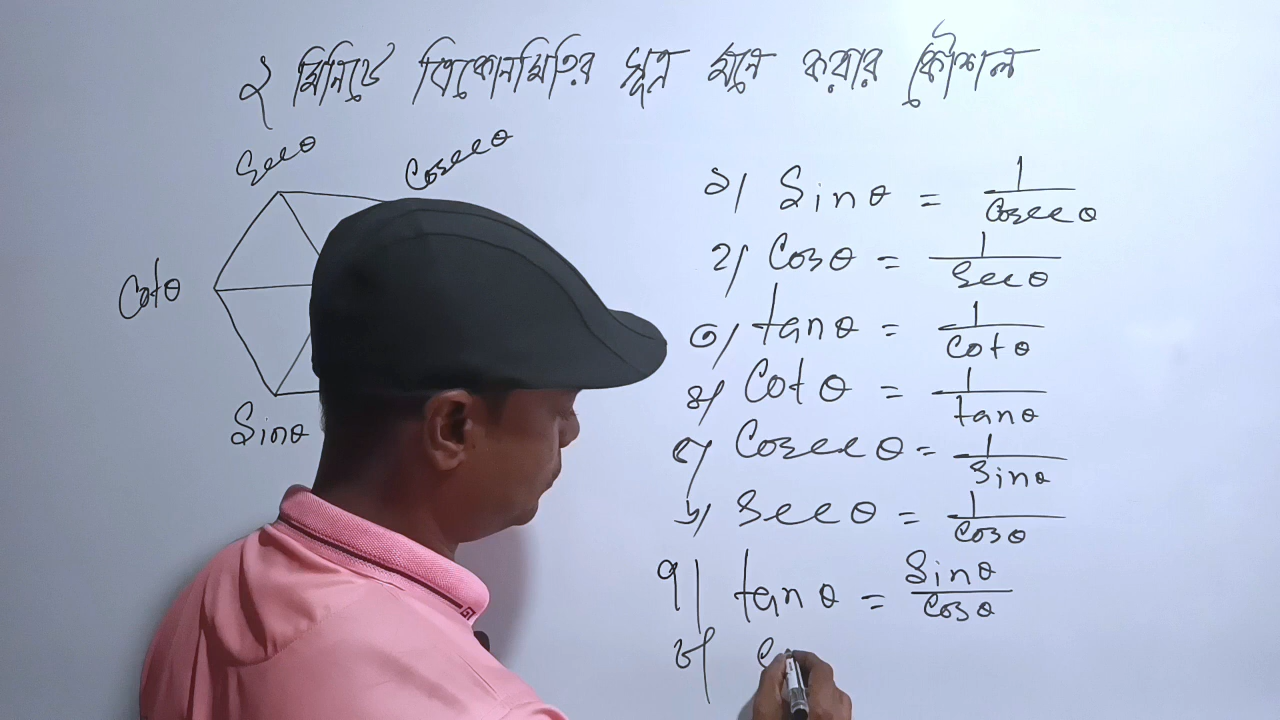 ২ মিনিটে ত্রিকোনমিতির সূত্র মনে করার কৌশল
Secθ
Cosecθ
Cotθ
Sinθ
১) Sinθ = 1/Cosecθ
২) Cosθ = 1/Secθ
৩) tanθ = 1/Cotθ
৪) Cotθ = 1/tanθ
৫) Cosecθ = 1/Sinθ
৬) Secθ = 1/Cosθ
৭) tanθ = Sinθ/Cosθ
৮) C